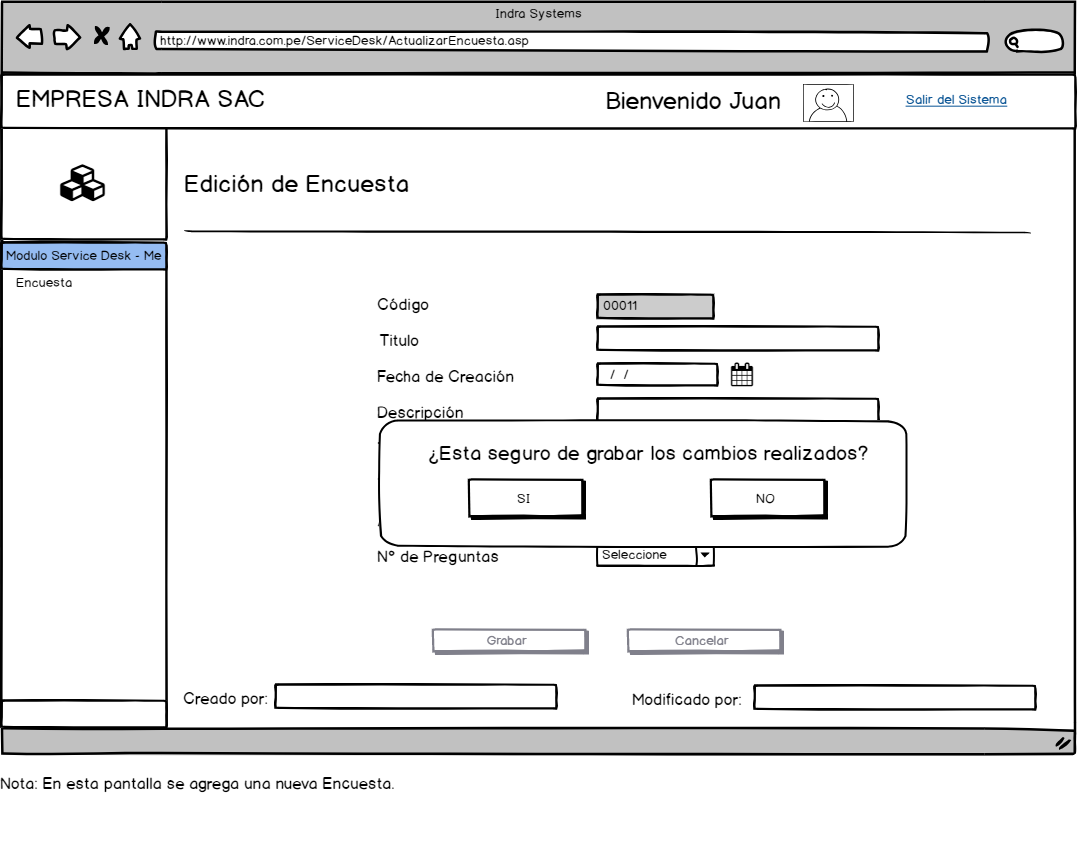 Indra Systems
http://www.indra.com.pe/ServiceDesk/ActualizarEncuesta.asp
EMPRESA INDRA SAC
Bienvenido Juan
Salir del Sistema
Edición de Encuesta
Modulo Service Desk - Me
Encuesta
Código
00011
Titulo
Fecha de Creación
/ /
Descripción
¿Esta seguro de grabar los cambios realizados?
SI
NO
N° de Preguntas
Seleccione
Grabar
Cancelar
Creado por:
Modificado por:
Nota: En esta pantalla se agrega una nueva Encuesta.